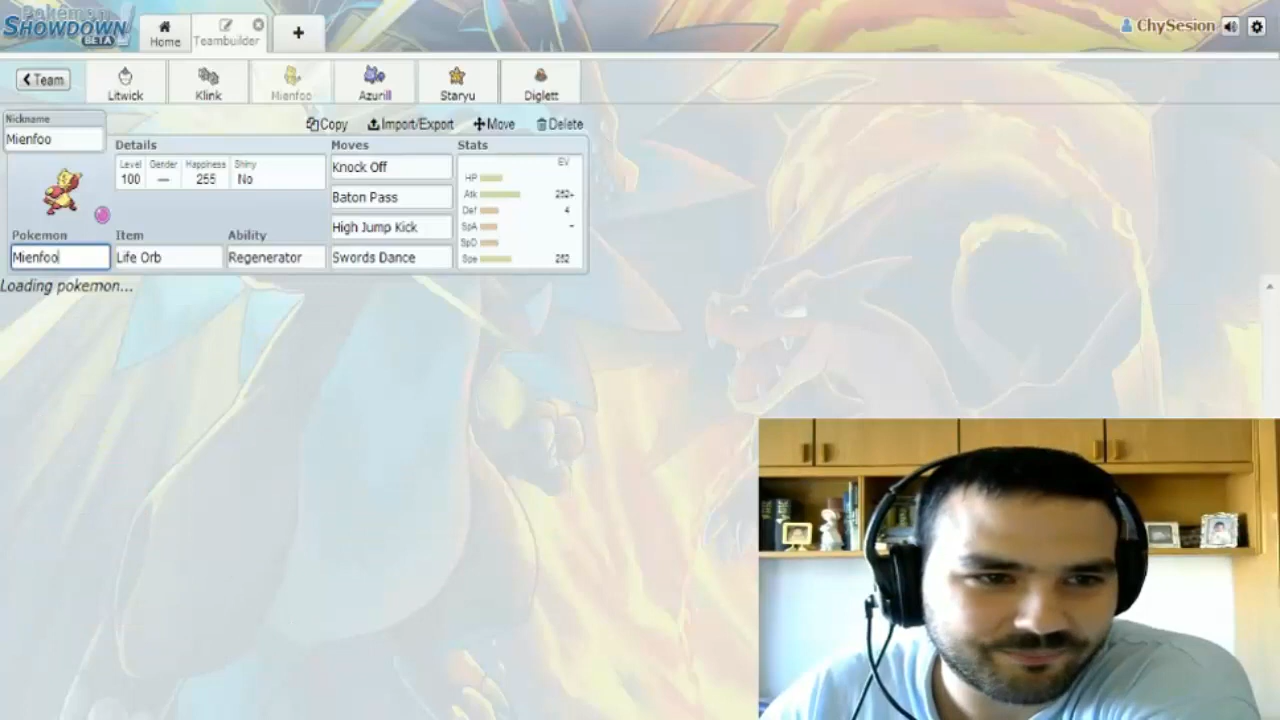 Pokémon
SHOWDOWN!
BETA
Home
Teambuilder
+
ChySesion
< Team
Litwick
Klink
Mienfoo
Azurill
Staryu
Diglett
Nickname
Mienfoo
Copy
Import/Export
Move
Delete
Details
Moves
Stats
Level
Gender
Happiness
Shiny
100
—
255
No
Knock Off
Baton Pass
High Jump Kick
Swords Dance
EV
HP
Atk 252+
Def 4
SpA -
SpD
Spe 252
Pokemon
Item
Ability
Mienfoo
Life Orb
Regenerator
Loading pokemon...